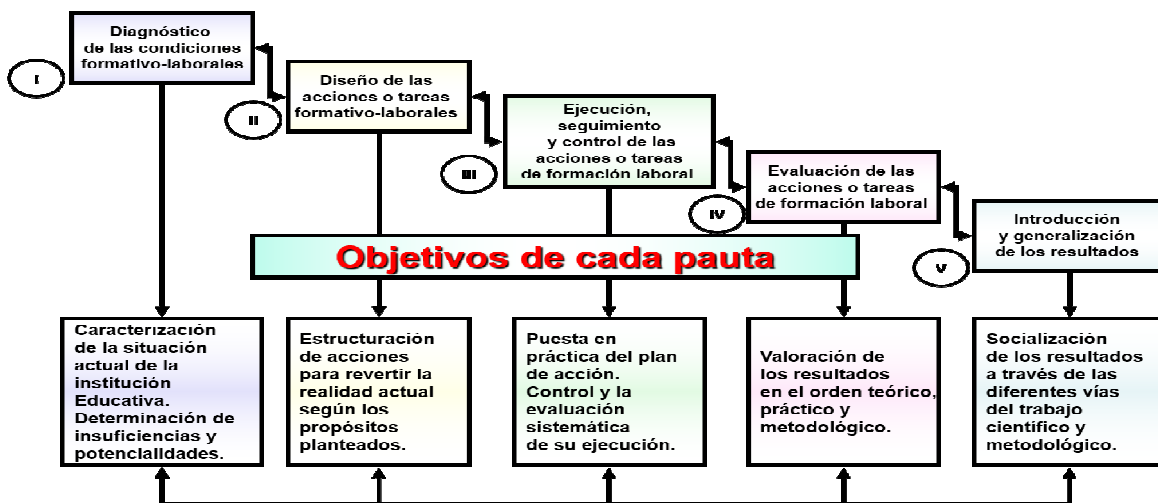 Diagnóstico
de las condiciones
formativo-laborales
I
Diseño de las
acciones o tareas
formativo-laborales
II
Ejecución,
seguimiento
y control de las
acciones o tareas
de formación laboral
III
Evaluación de las
acciones o tareas
de formación laboral
IV
Introducción
y generalización
de los resultados
V
Objetivos de cada pauta
Caracterización
de la situación
actual de la
institución
Educativa.
Determinación de
insuficiencias y
potencialidades.
Estructuración
de acciones
para revertir la
realidad actual
según los
propósitos
planteados.
Puesta en
práctica del plan
de acción.
Control y la
evaluación
sistemática
de su ejecución.
Valoración de
los resultados
en el orden teórico,
práctico y
metodológico.
Socialización
de los resultados
a través de las
diferentes vías
del trabajo
científico y
metodológico.